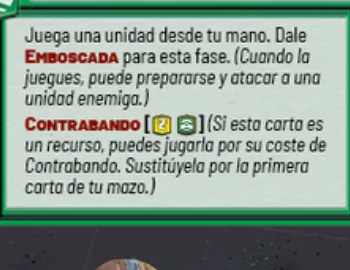 Juega una unidad desde tu mano. Dale
EMBOSCADA para esta fase. (Cuando la
juegues, puede prepararse y atacar a una
unidad enemiga.)
CONTRABANDO [2] (Si esta carta es
un recurso, puedes jugarla por su coste de
Contrabando. Sustitúyela por la primera
carta de tu mazo.)